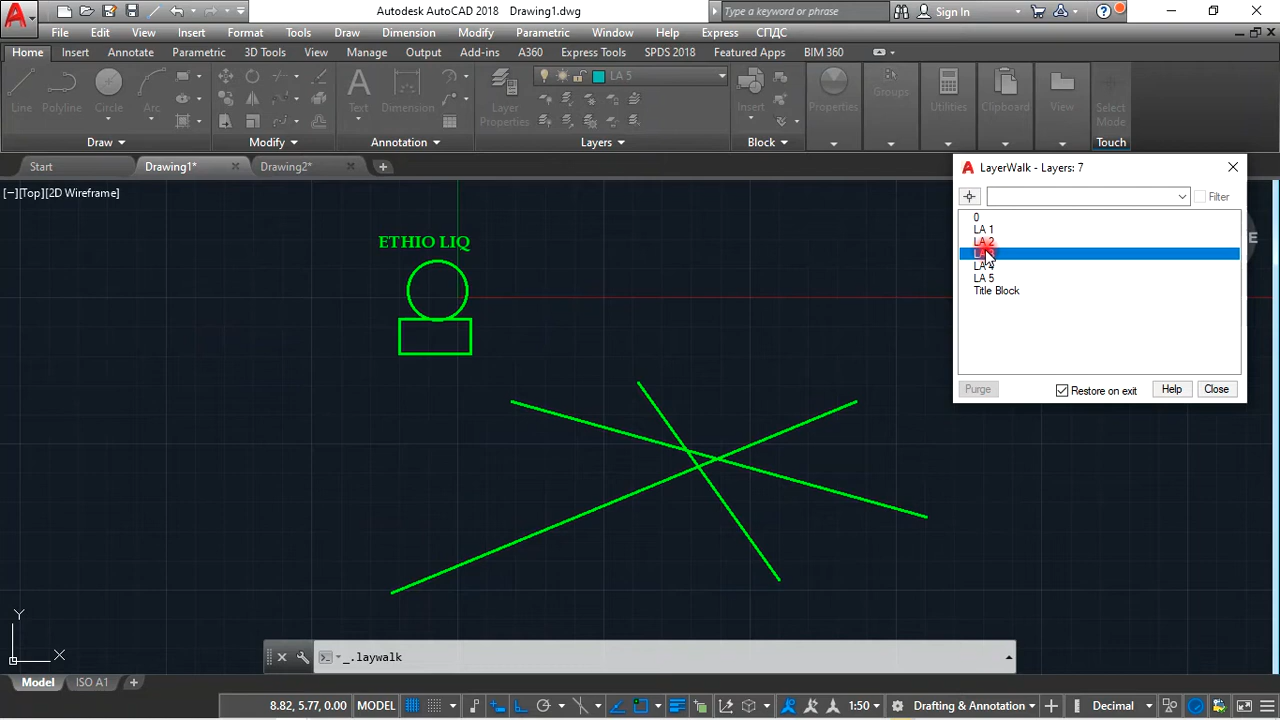 Autodesk AutoCAD 2018 Drawing1.dwg
Type a keyword or phrase
Sign In
File Edit View Insert Format Tools Draw Dimension Modify Parametric Window Help Express СПДС
Home Insert Annotate Parametric 3D Tools View Manage Output Add-ins A360 Express Tools SPDS 2018 Featured Apps BIM 360
LA 5
Line Polyline Circle Arc Text Dimension Layer Properties Insert Properties Groups Utilities Clipboard View Select Mode
Draw Modify Annotation Layers Block Touch
Start Drawing1* Drawing2*
[−][Top][2D Wireframe]
LayerWalk - Layers: 7
Filter
0
LA 1
LA 2
LA 4
LA 5
Title Block
Purge Restore on exit Help Close
ETHIO LIQ
E
Y
X
_.laywalk
Model ISO A1
8.82, 5.77, 0.00 MODEL 1:50 Drafting & Annotation Decimal